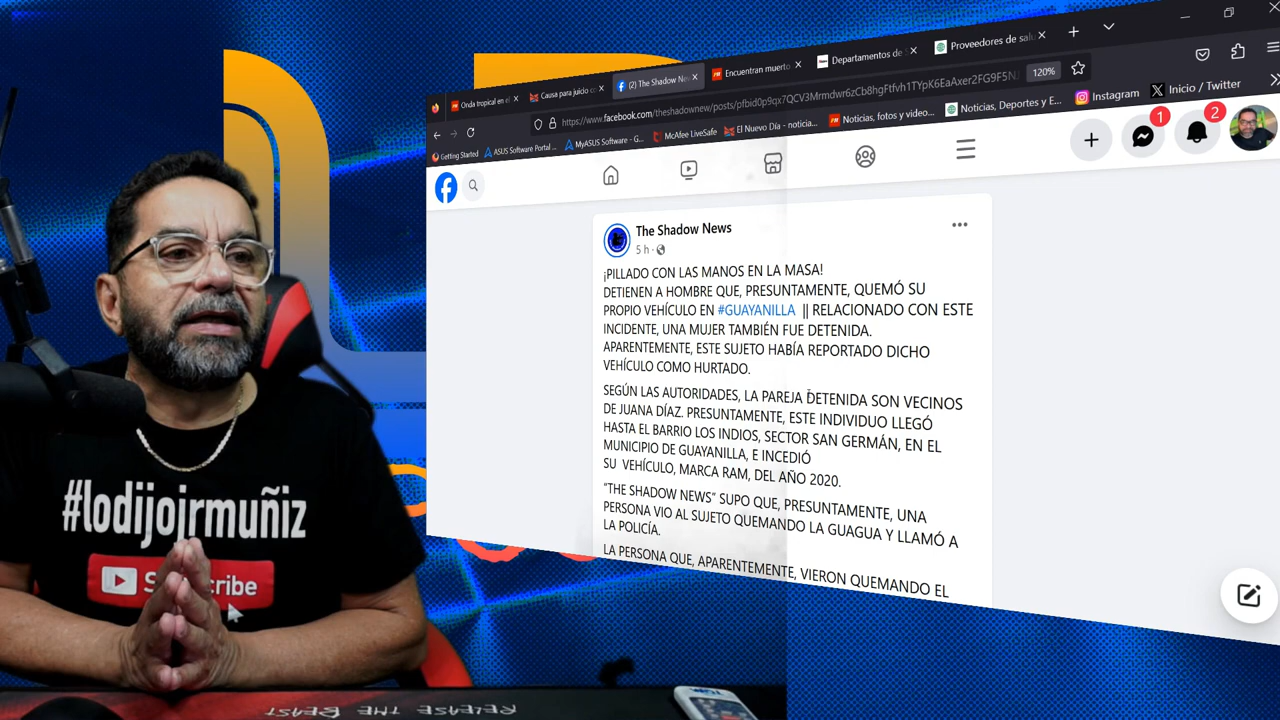 Onda tropical en el
Causa para juicio co
(2) The Shadow New
Encuentran muerto
Departamentos de S
Proveedores de salu
https://www.facebook.com/theshadownew/posts/
120%
Getting Started
ASUS Software Portal ...
MyASUS Software - G...
McAfee LiveSafe
El Nuevo Día - noticia...
Noticias, fotos y video...
Noticias, Deportes y E...
Instagram
Inicio / Twitter
1
2
The Shadow News
5 h
¡PILLADO CON LAS MANOS EN LA MASA!
DETIENEN A HOMBRE QUE, PRESUNTAMENTE, QUEMÓ SU
PROPIO VEHÍCULO EN #GUAYANILLA || RELACIONADO CON ESTE
INCIDENTE, UNA MUJER TAMBIÉN FUE DETENIDA.
APARENTEMENTE, ESTE SUJETO HABÍA REPORTADO DICHO
VEHÍCULO COMO HURTADO.
SEGÚN LAS AUTORIDADES, LA PAREJA DETENIDA SON VECINOS
DE JUANA DÍAZ. PRESUNTAMENTE, ESTE INDIVIDUO LLEGÓ
HASTA EL BARRIO LOS INDIOS, SECTOR SAN GERMÁN, EN EL
MUNICIPIO DE GUAYANILLA, E INCEDIÓ
SU VEHÍCULO, MARCA RAM, DEL AÑO 2020.
"THE SHADOW NEWS" SUPO QUE, PRESUNTAMENTE, UNA
PERSONA VIO AL SUJETO QUEMANDO LA GUAGUA Y LLAMÓ A
LA POLICÍA.
LA PERSONA QUE, APARENTEMENTE, VIERON QUEMANDO EL
#lodijojrmuñiz
RELEASE THE BEAST